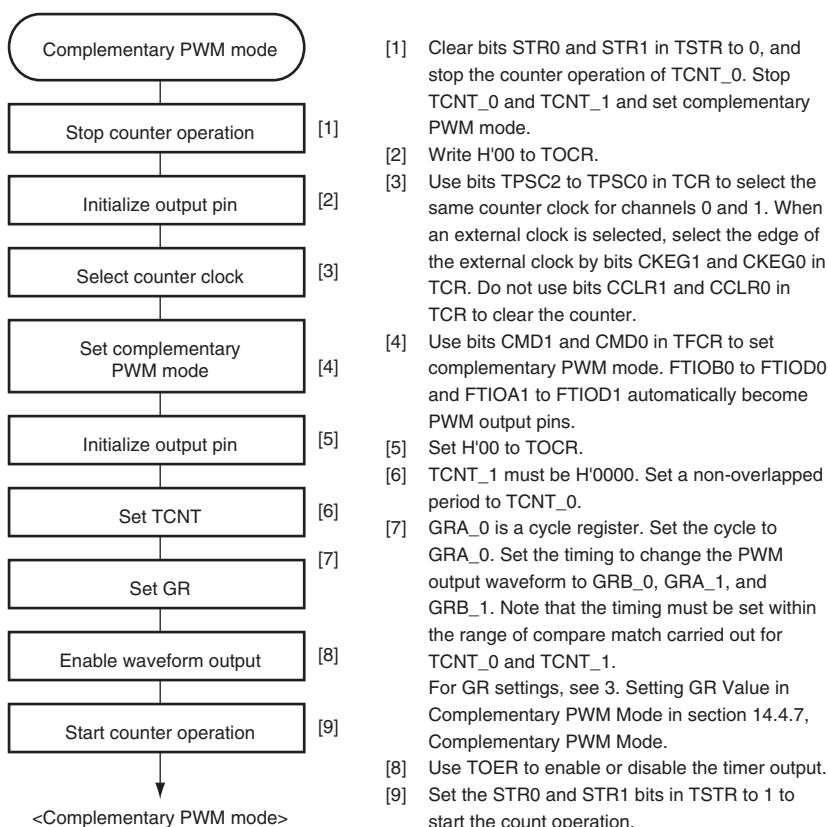 Complementary PWM mode
Stop counter operation
[1]
Initialize output pin
[2]
Select counter clock
[3]
Set complementary
PWM mode
[4]
Initialize output pin
[5]
Set TCNT
[6]
[7]
Set GR
Enable waveform output
[8]
Start counter operation
[9]
<Complementary PWM mode>
[1] Clear bits STR0 and STR1 in TSTR to 0, and
stop the counter operation of TCNT_0. Stop
TCNT_0 and TCNT_1 and set complementary
PWM mode.
[2] Write H'00 to TOCR.
[3] Use bits TPSC2 to TPSC0 in TCR to select the
same counter clock for channels 0 and 1. When
an external clock is selected, select the edge of
the external clock by bits CKEG1 and CKEG0 in
TCR. Do not use bits CCLR1 and CCLR0 in
TCR to clear the counter.
[4] Use bits CMD1 and CMD0 in TFCR to set
complementary PWM mode. FTIOB0 to FTIOD0
and FTIOA1 to FTIOD1 automatically become
PWM output pins.
[5] Set H'00 to TOCR.
[6] TCNT_1 must be H'0000. Set a non-overlapped
period to TCNT_0.
[7] GRA_0 is a cycle register. Set the cycle to
GRA_0. Set the timing to change the PWM
output waveform to GRB_0, GRA_1, and
GRB_1. Note that the timing must be set within
the range of compare match carried out for
TCNT_0 and TCNT_1.
For GR settings, see 3. Setting GR Value in
Complementary PWM Mode in section 14.4.7,
Complementary PWM Mode.
[8] Use TOER to enable or disable the timer output.
[9] Set the STR0 and STR1 bits in TSTR to 1 to
start the count operation.